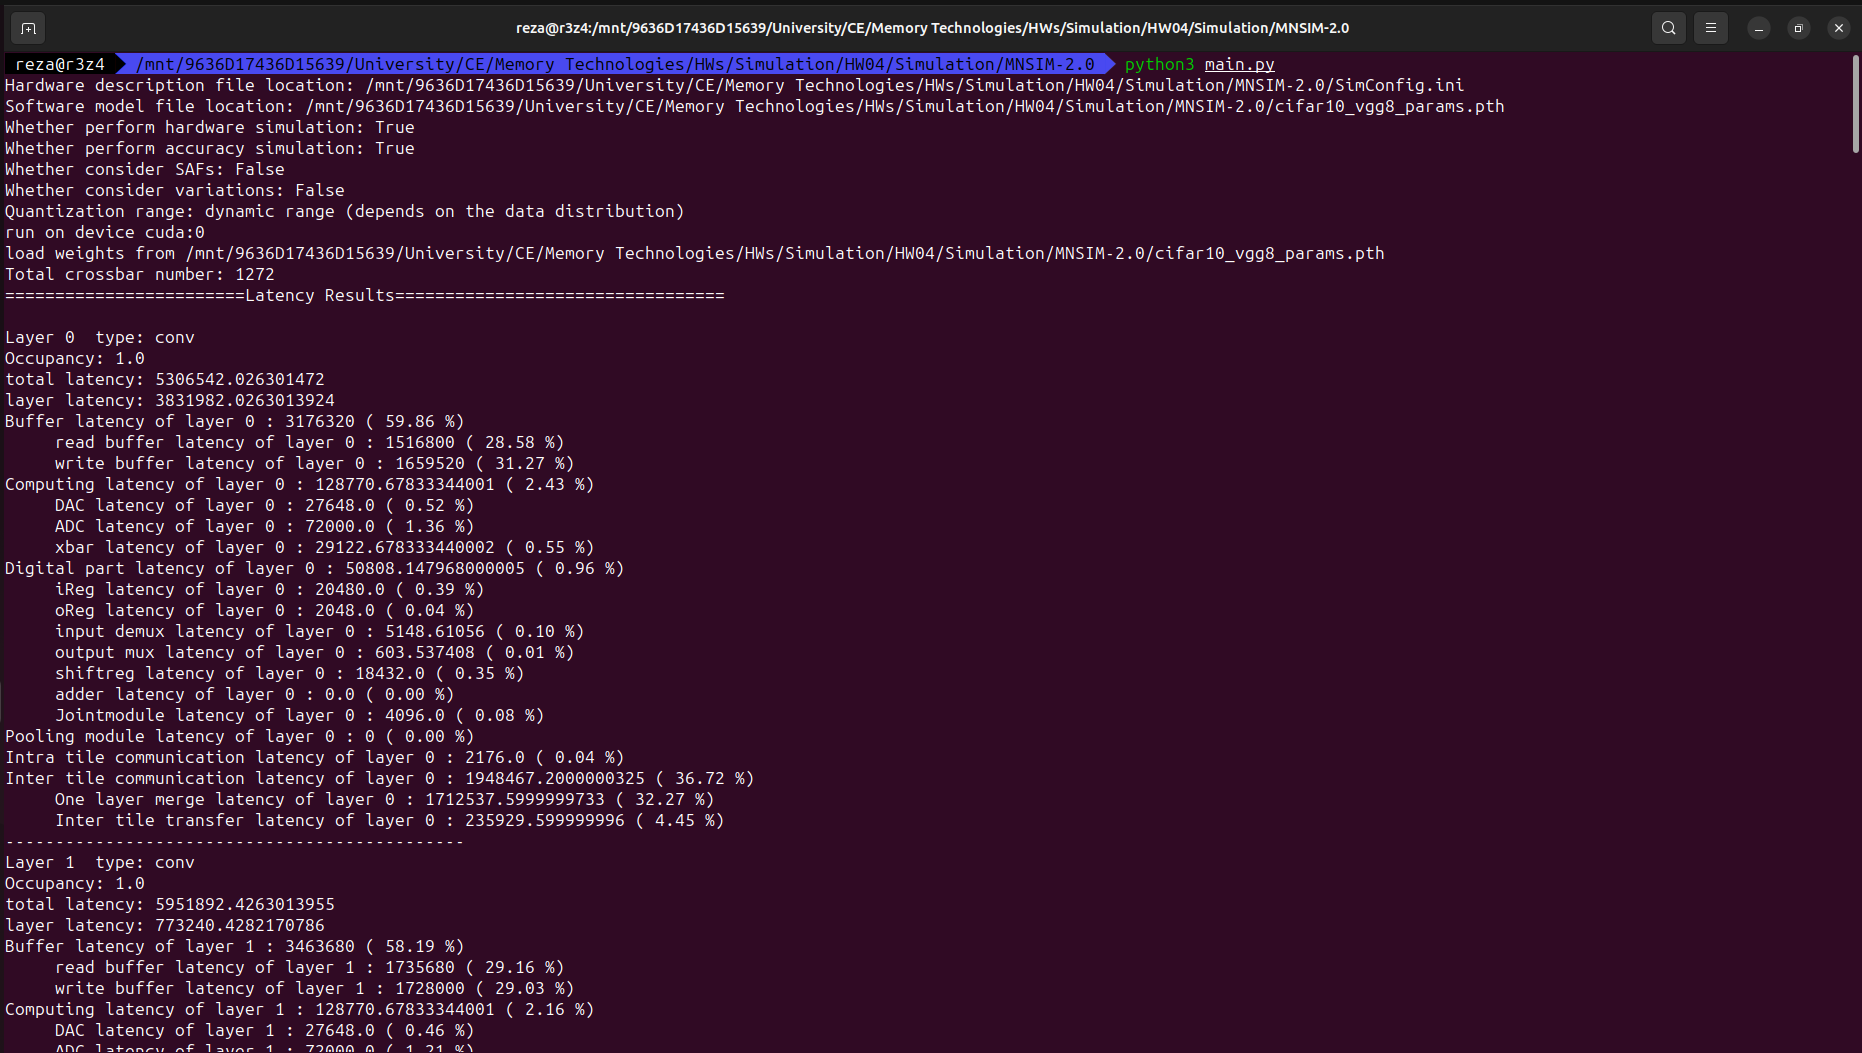 reza@r3z4:/mnt/9636D17436D15639/University/CE/Memory Technologies/HWs/Simulation/HW04/Simulation/MNSIM-2.0
reza@r3z4 /mnt/9636D17436D15639/University/CE/Memory Technologies/HWs/Simulation/HW04/Simulation/MNSIM-2.0 python3 main.py
Hardware description file location: /mnt/9636D17436D15639/University/CE/Memory Technologies/HWs/Simulation/HW04/Simulation/MNSIM-2.0/SimConfig.ini
Software model file location: /mnt/9636D17436D15639/University/CE/Memory Technologies/HWs/Simulation/HW04/Simulation/MNSIM-2.0/cifar10_vgg8_params.pth
Whether perform hardware simulation: True
Whether perform accuracy simulation: True
Whether consider SAFs: False
Whether consider variations: False
Quantization range: dynamic range (depends on the data distribution)
run on device cuda:0
load weights from /mnt/9636D17436D15639/University/CE/Memory Technologies/HWs/Simulation/HW04/Simulation/MNSIM-2.0/cifar10_vgg8_params.pth
Total crossbar number: 1272
========================Latency Results=================================
Layer 0  type: conv
Occupancy: 1.0
total latency: 5306542.026301472
layer latency: 3831982.0263013924
Buffer latency of layer 0 : 3176320 ( 59.86 %)
     read buffer latency of layer 0 : 1516800 ( 28.58 %)
     write buffer latency of layer 0 : 1659520 ( 31.27 %)
Computing latency of layer 0 : 128770.67833344001 ( 2.43 %)
     DAC latency of layer 0 : 27648.0 ( 0.52 %)
     ADC latency of layer 0 : 72000.0 ( 1.36 %)
     xbar latency of layer 0 : 29122.678333440002 ( 0.55 %)
Digital part latency of layer 0 : 50808.147968000005 ( 0.96 %)
     iReg latency of layer 0 : 20480.0 ( 0.39 %)
     oReg latency of layer 0 : 2048.0 ( 0.04 %)
     input demux latency of layer 0 : 5148.61056 ( 0.10 %)
     output mux latency of layer 0 : 603.537408 ( 0.01 %)
     shiftreg latency of layer 0 : 18432.0 ( 0.35 %)
     adder latency of layer 0 : 0.0 ( 0.00 %)
     Jointmodule latency of layer 0 : 4096.0 ( 0.08 %)
Pooling module latency of layer 0 : 0 ( 0.00 %)
Intra tile communication latency of layer 0 : 2176.0 ( 0.04 %)
Inter tile communication latency of layer 0 : 1948467.2000000325 ( 36.72 %)
     One layer merge latency of layer 0 : 1712537.5999999733 ( 32.27 %)
     Inter tile transfer latency of layer 0 : 235929.599999996 ( 4.45 %)
----------------------------------------------
Layer 1  type: conv
Occupancy: 1.0
total latency: 5951892.4263013955
layer latency: 773240.4282170786
Buffer latency of layer 1 : 3463680 ( 58.19 %)
     read buffer latency of layer 1 : 1735680 ( 29.16 %)
     write buffer latency of layer 1 : 1728000 ( 29.03 %)
Computing latency of layer 1 : 128770.67833344001 ( 2.16 %)
     DAC latency of layer 1 : 27648.0 ( 0.46 %)
     ADC latency of layer 1 : 72000.0 ( 1.21 %)